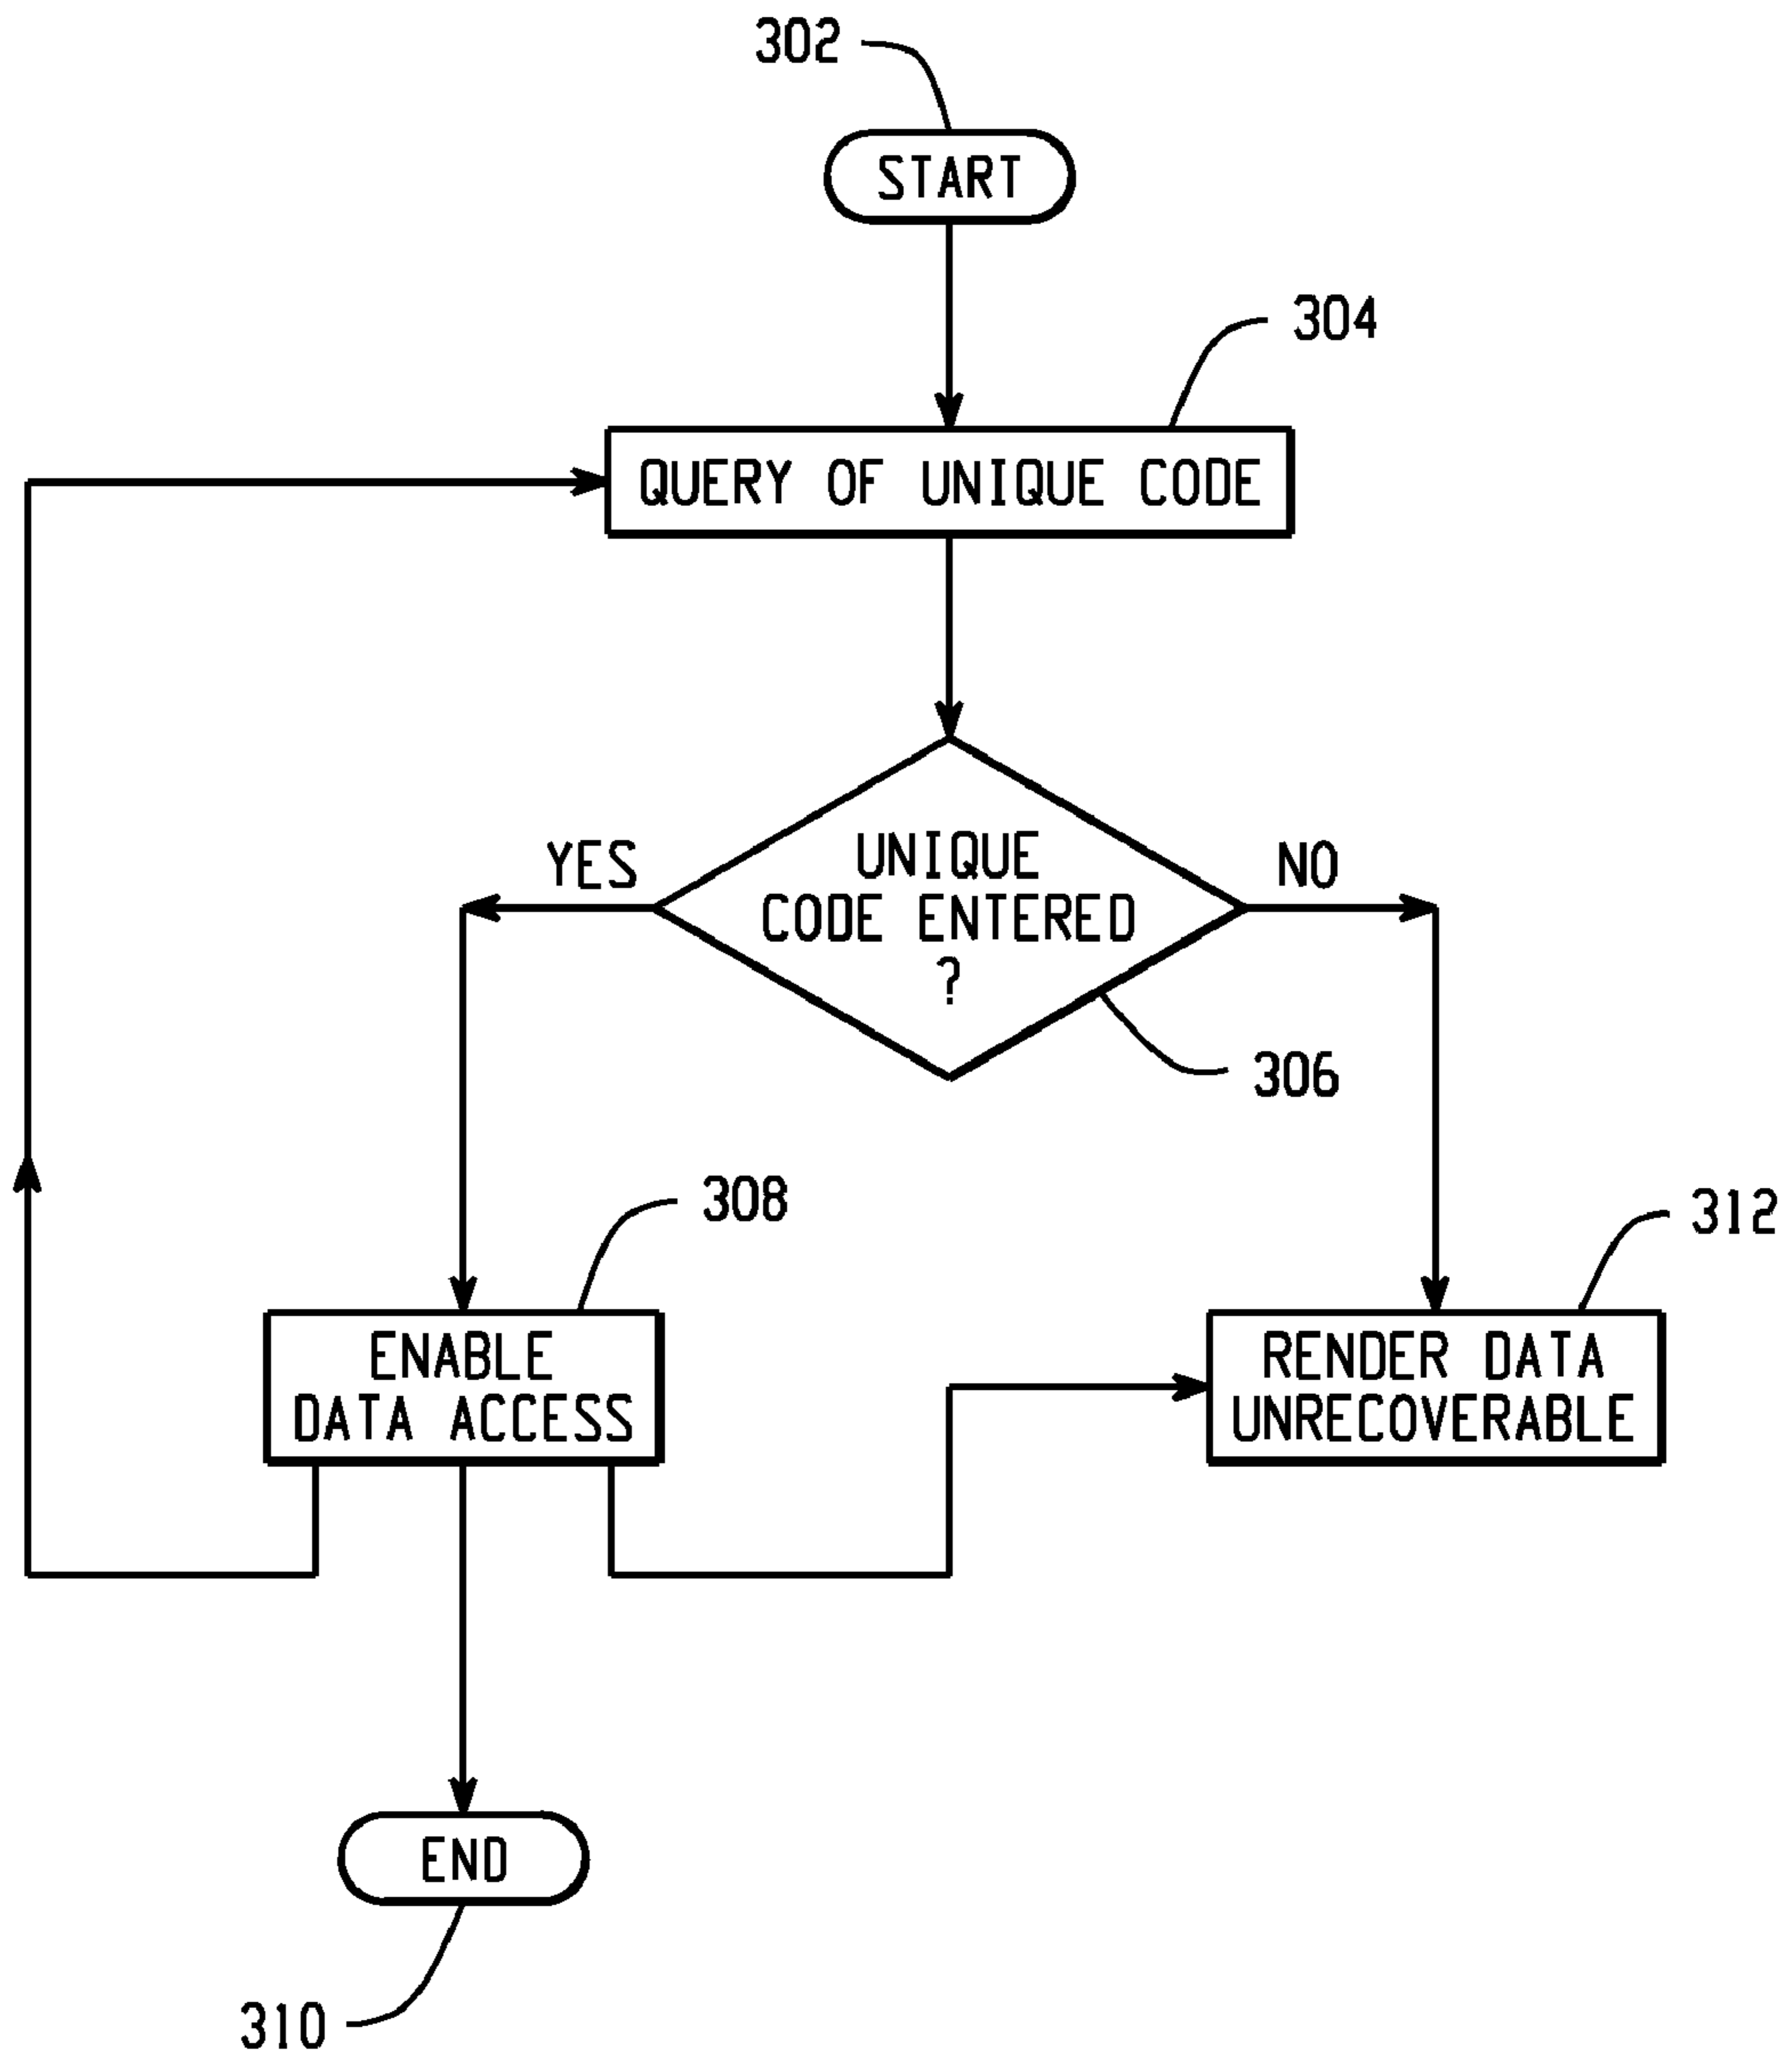 302
START
304
QUERY OF UNIQUE CODE
YES
UNIQUE
CODE ENTERED
?
NO
306
308
312
ENABLE
DATA ACCESS
RENDER DATA
UNRECOVERABLE
END
310